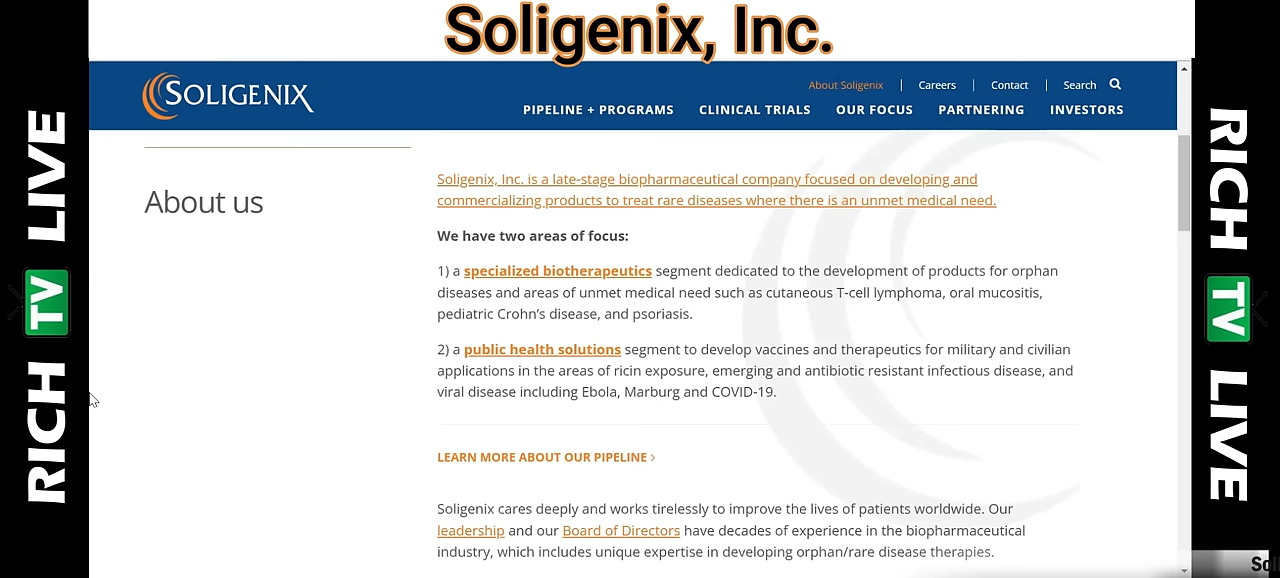 Soligenix, Inc.
SOLIGENIX
About Soligenix
Careers
Contact
Search
PIPELINE + PROGRAMS
CLINICAL TRIALS
OUR FOCUS
PARTNERING
INVESTORS
About us
Soligenix, Inc. is a late-stage biopharmaceutical company focused on developing and
commercializing products to treat rare diseases where there is an unmet medical need.
We have two areas of focus:
1) a specialized biotherapeutics segment dedicated to the development of products for orphan
diseases and areas of unmet medical need such as cutaneous T-cell lymphoma, oral mucositis,
pediatric Crohn’s disease, and psoriasis.
2) a public health solutions segment to develop vaccines and therapeutics for military and civilian
applications in the areas of ricin exposure, emerging and antibiotic resistant infectious disease, and
viral disease including Ebola, Marburg and COVID-19.
LEARN MORE ABOUT OUR PIPELINE >
Soligenix cares deeply and works tirelessly to improve the lives of patients worldwide. Our
leadership and our Board of Directors have decades of experience in the biopharmaceutical
industry, which includes unique expertise in developing orphan/rare disease therapies.
RICH TV LIVE
RICH TV LIVE